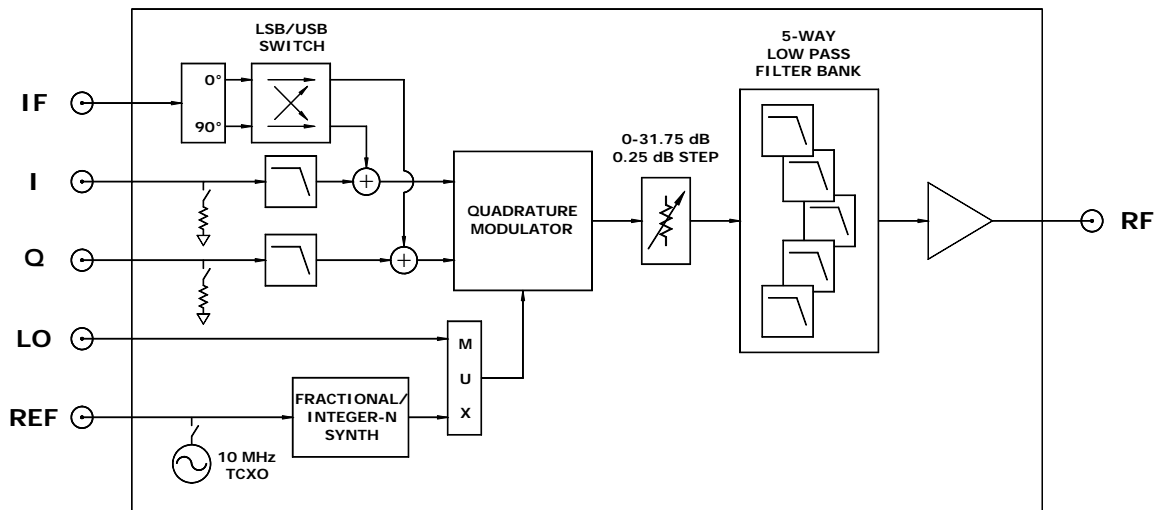 LSB/USB
SWITCH
5-WAY
LOW PASS
FILTER BANK
IF
0°
90°
0-31.75 dB
0.25 dB STEP
I
+
QUADRATURE
MODULATOR
RF
Q
+
LO
M
U
X
REF
FRACTIONAL/
INTEGER-N
SYNTH
10 MHz
TCXO